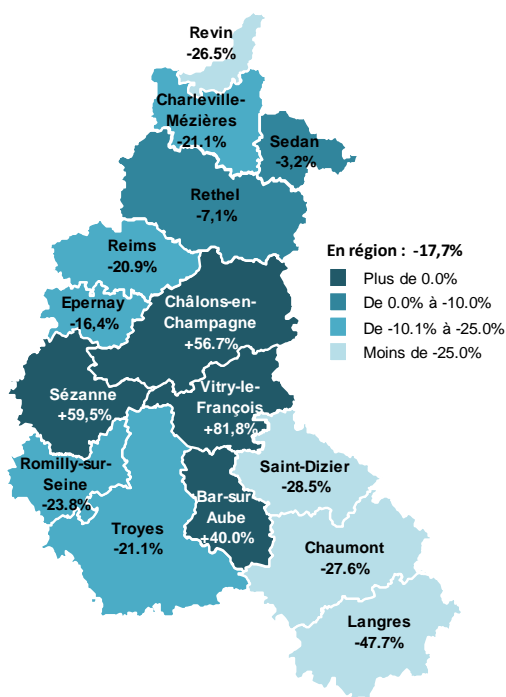 Revin
-26.5%
Charleville-
Mézières
-21.1%
Sedan
-3,2%
Rethel
-7,1%
Reims
-20.9%
En région : -17,7%
Plus de 0.0%
De 0.0% à -10.0%
De -10.1% à -25.0%
Moins de -25.0%
Epernay
-16,4%
Châlons-en-
Champagne
+56.7%
Sézanne
+59,5%
Vitry-le-
François
+81,8%
Romilly-sur-
Seine
-23.8%
Saint-Dizier
-28.5%
Bar-sur-
Aube
+40.0%
Troyes
-21.1%
Chaumont
-27.6%
Langres
-47.7%